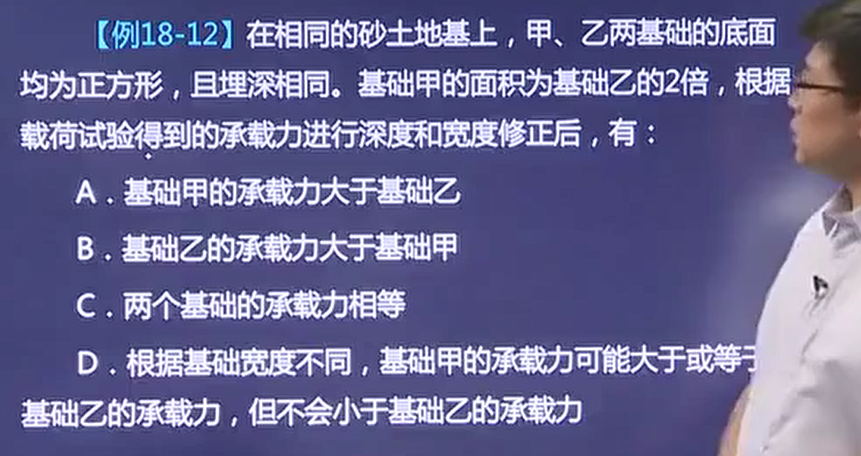 【例18-12】在相同的砂土地基上，甲、乙两基础的底面
均为正方形，且埋深相同。基础甲的面积为基础乙的2倍，根据
载荷试验得到的承载力进行深度和宽度修正后，有：
A．基础甲的承载力大于基础乙
B．基础乙的承载力大于基础甲
C．两个基础的承载力相等
D．根据基础宽度不同，基础甲的承载力可能大于或等于
基础乙的承载力，但不会小于基础乙的承载力